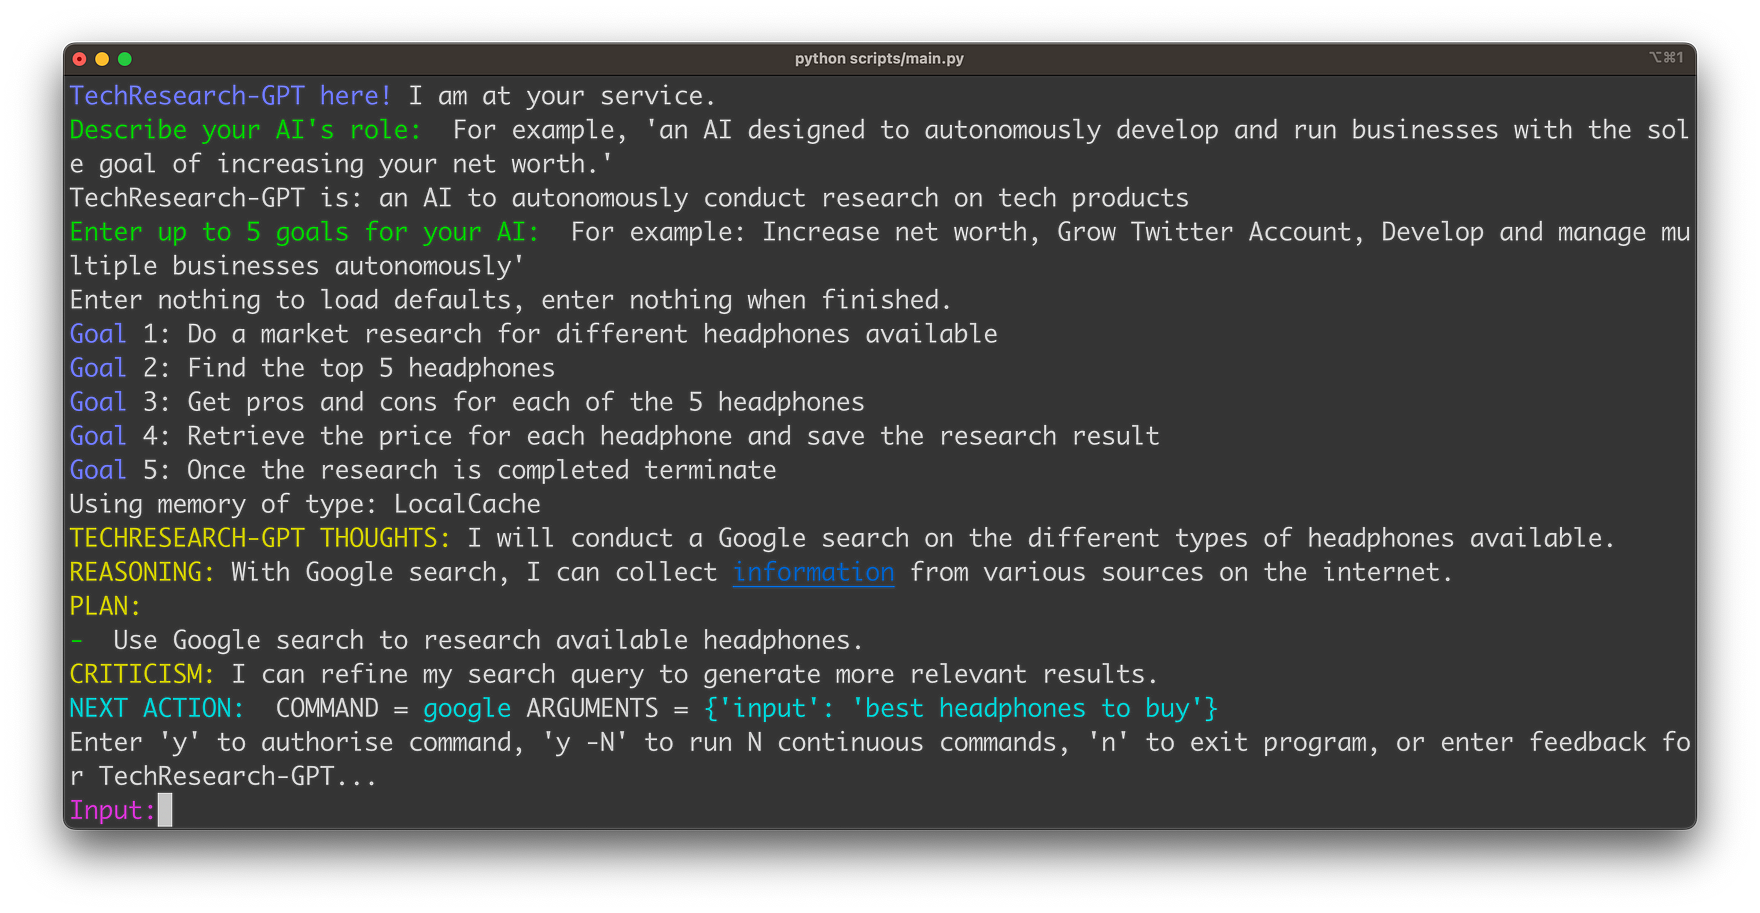 python scripts/main.py
⌥⌘1
TechResearch-GPT here! I am at your service.
Describe your AI's role:  For example, 'an AI designed to autonomously develop and run businesses with the sol
e goal of increasing your net worth.'
TechResearch-GPT is: an AI to autonomously conduct research on tech products
Enter up to 5 goals for your AI:  For example: Increase net worth, Grow Twitter Account, Develop and manage mu
ltiple businesses autonomously'
Enter nothing to load defaults, enter nothing when finished.
Goal 1: Do a market research for different headphones available
Goal 2: Find the top 5 headphones
Goal 3: Get pros and cons for each of the 5 headphones
Goal 4: Retrieve the price for each headphone and save the research result
Goal 5: Once the research is completed terminate
Using memory of type: LocalCache
TECHRESEARCH-GPT THOUGHTS: I will conduct a Google search on the different types of headphones available.
REASONING: With Google search, I can collect information from various sources on the internet.
PLAN:
-  Use Google search to research available headphones.
CRITICISM: I can refine my search query to generate more relevant results.
NEXT ACTION:  COMMAND = google ARGUMENTS = {'input': 'best headphones to buy'}
Enter 'y' to authorise command, 'y -N' to run N continuous commands, 'n' to exit program, or enter feedback fo
r TechResearch-GPT...
Input: